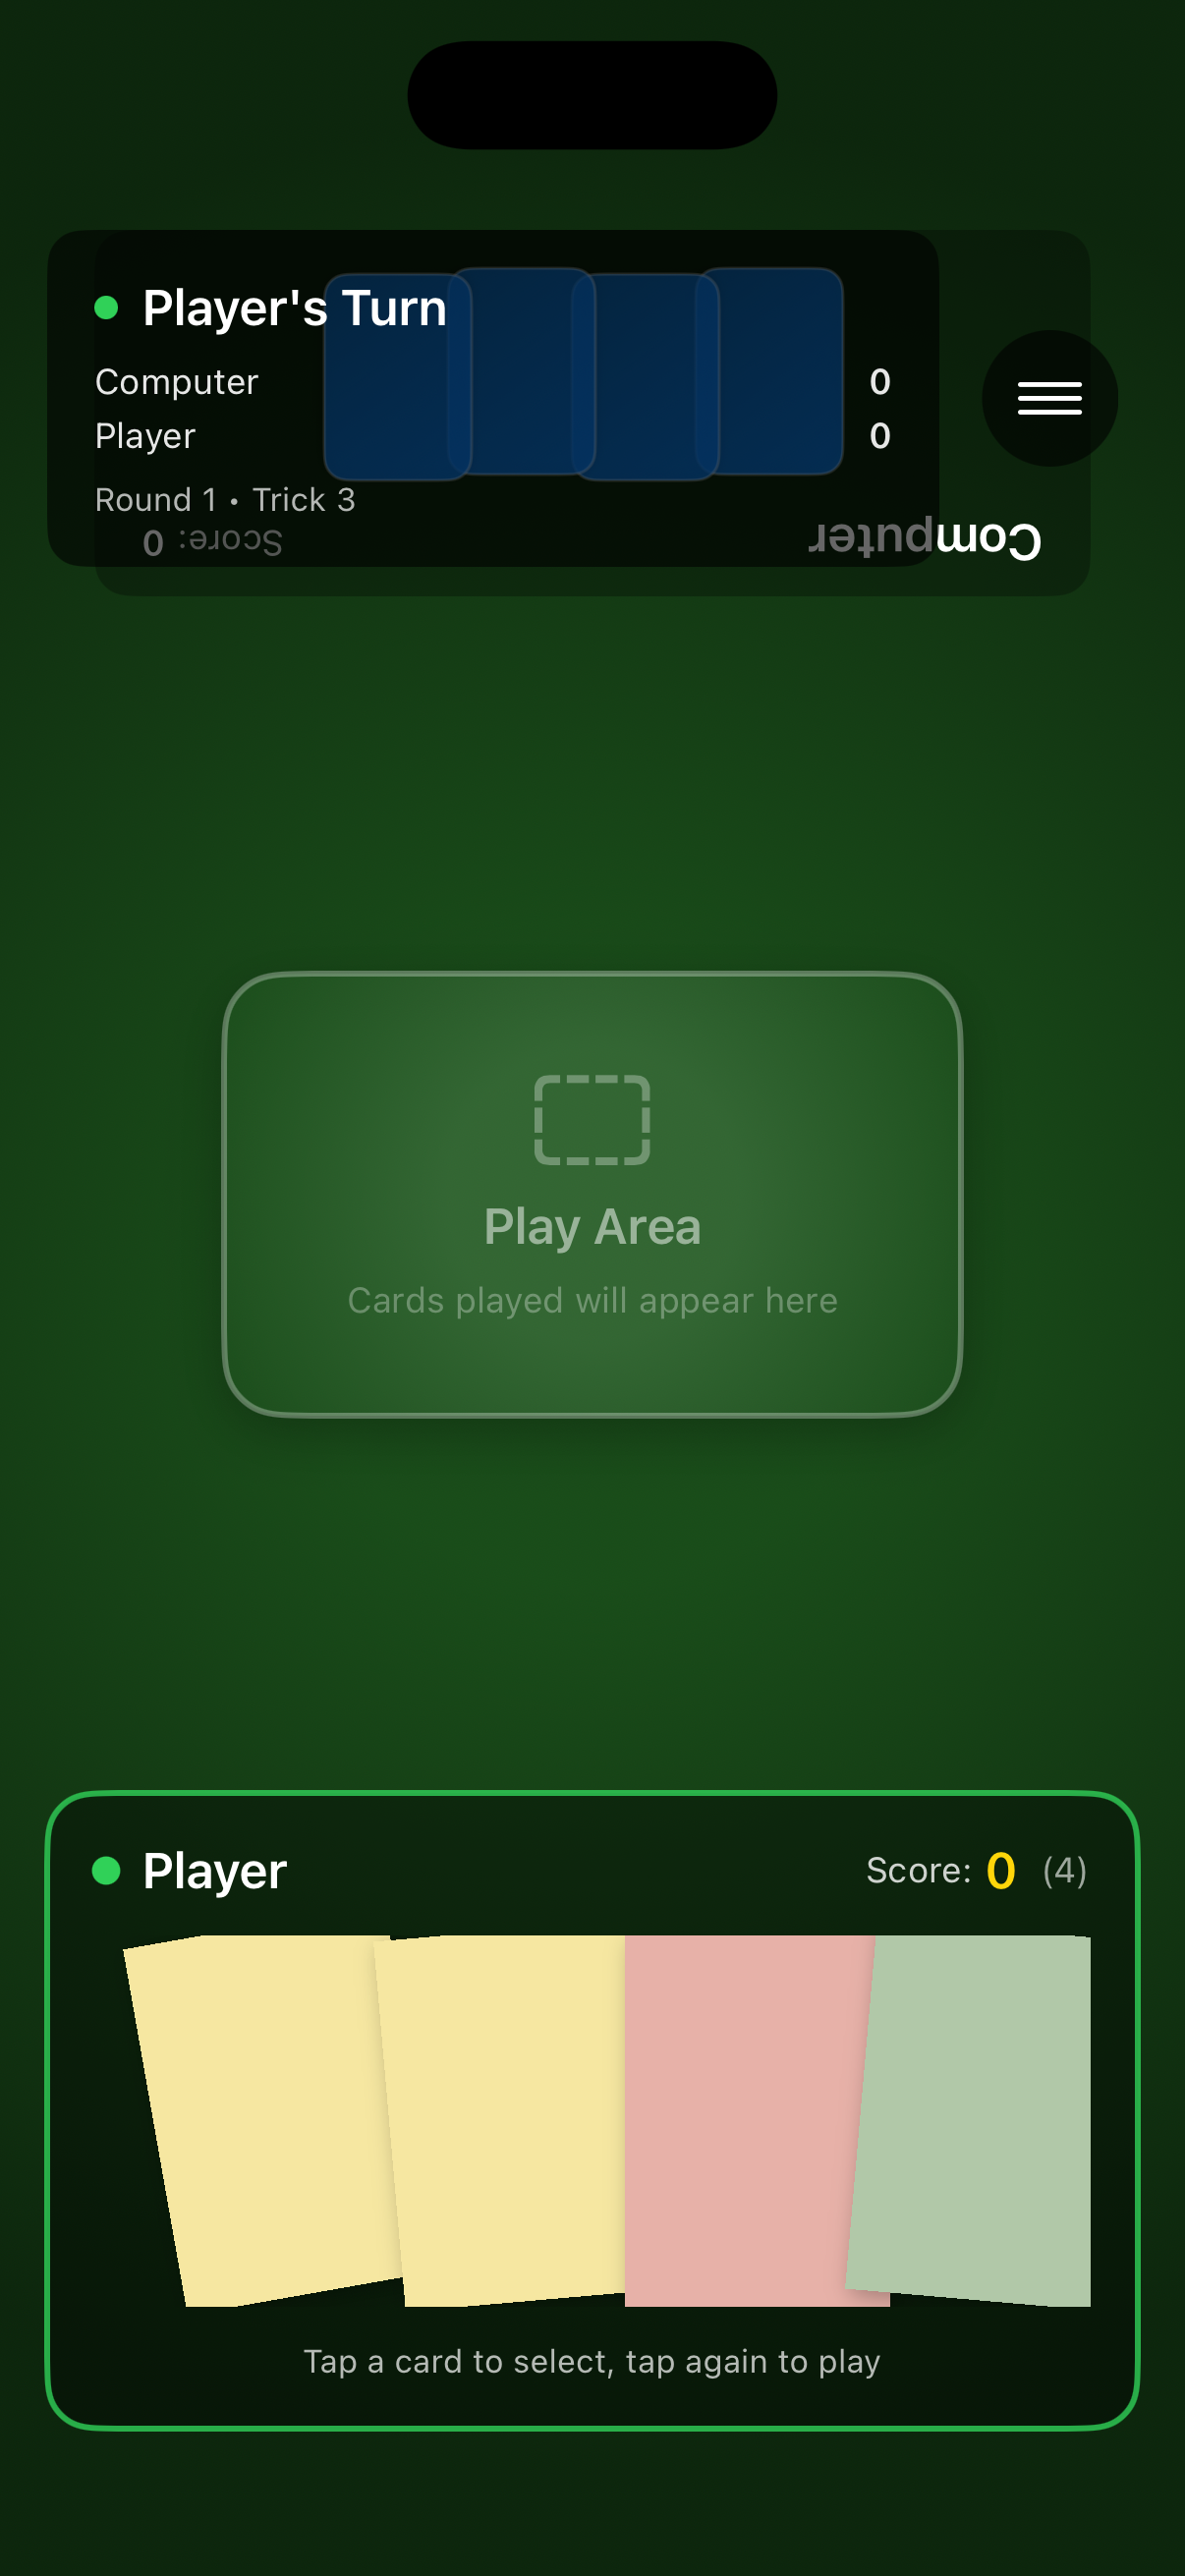 Player's Turn
Computer 0
Player 0
Round 1 • Trick 3
Computer
Score: 0
Play Area
Cards played will appear here
Player Score: 0 (4)
Tap a card to select, tap again to play